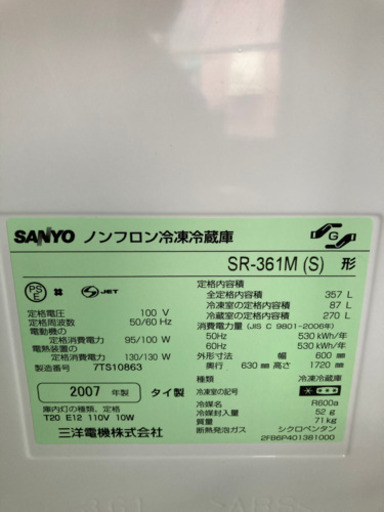 SANYO ノンフロン冷凍冷蔵庫
G
SR-361M (S) 形
PS E JET
定格電圧 100 V
定格周波数 50/60 Hz
電動機の
定格消費電力 95/100 W
電熱装置の
定格消費電力 130/130 W
製造番号 7TS10863
2007 年製 タイ製
庫内灯の種類、定格
T20 E12 110V 10W
三洋電機株式会社
定格内容積
全定格内容積 357 L
冷凍室の内容積 87 L
冷蔵室の内容積 270 L
消費電力量 (JIS C 9801-2006年)
50Hz 530 kWh/年
60Hz 530 kWh/年
外形寸法 幅 600 mm
奥行 630 mm 高さ 1720 mm
種類 冷凍冷蔵庫
冷凍室の記号
冷媒 R600a
冷媒封入量 52 g
質量 71 kg
断熱発泡ガス シクロペンタン
2FB6P401381000